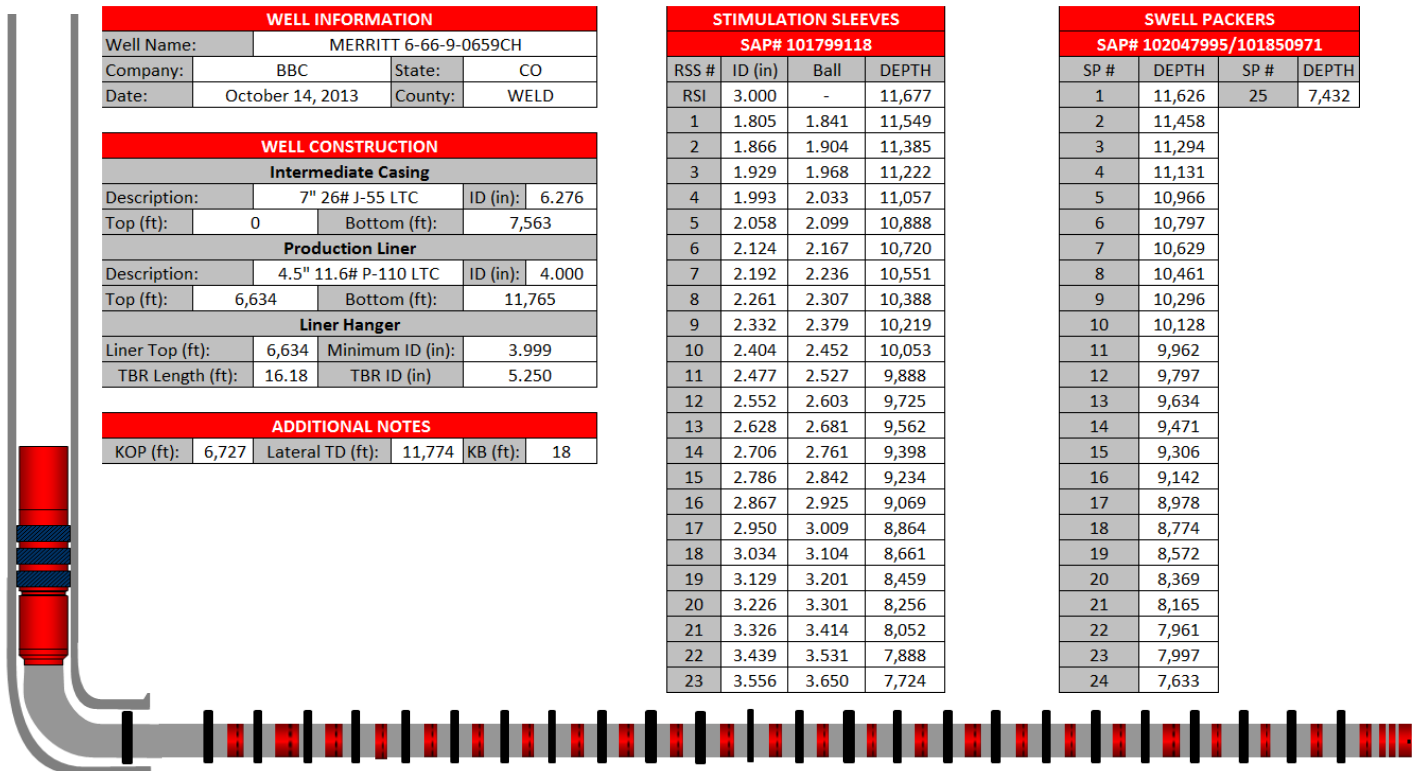 WELL INFORMATION
Well Name: MERRITT 6-66-9-0659CH
Company: BBC State: CO
Date: October 14, 2013 County: WELD
WELL CONSTRUCTION
Intermediate Casing
Description: 7" 26# J-55 LTC ID (in): 6.276
Top (ft): 0 Bottom (ft): 7,563
Production Liner
Description: 4.5" 11.6# P-110 LTC ID (in): 4.000
Top (ft): 6,634 Bottom (ft): 11,765
Liner Hanger
Liner Top (ft): 6,634 Minimum ID (in): 3.999
TBR Length (ft): 16.18 TBR ID (in) 5.250
ADDITIONAL NOTES
KOP (ft): 6,727 Lateral TD (ft): 11,774 KB (ft): 18
STIMULATION SLEEVES
SAP# 101799118
RSS # ID (in) Ball DEPTH
RSI 3.000 - 11,677
1 1.805 1.841 11,549
2 1.866 1.904 11,385
3 1.929 1.968 11,222
4 1.993 2.033 11,057
5 2.058 2.099 10,888
6 2.124 2.167 10,720
7 2.192 2.236 10,551
8 2.261 2.307 10,388
9 2.332 2.379 10,219
10 2.404 2.452 10,053
11 2.477 2.527 9,888
12 2.552 2.603 9,725
13 2.628 2.681 9,562
14 2.706 2.761 9,398
15 2.786 2.842 9,234
16 2.867 2.925 9,069
17 2.950 3.009 8,864
18 3.034 3.104 8,661
19 3.129 3.201 8,459
20 3.226 3.301 8,256
21 3.326 3.414 8,052
22 3.439 3.531 7,888
23 3.556 3.650 7,724
SWELL PACKERS
SAP# 102047995/101850971
SP # DEPTH SP # DEPTH
1 11,626 25 7,432
2 11,458
3 11,294
4 11,131
5 10,966
6 10,797
7 10,629
8 10,461
9 10,296
10 10,128
11 9,962
12 9,797
13 9,634
14 9,471
15 9,306
16 9,142
17 8,978
18 8,774
19 8,572
20 8,369
21 8,165
22 7,961
23 7,997
24 7,633